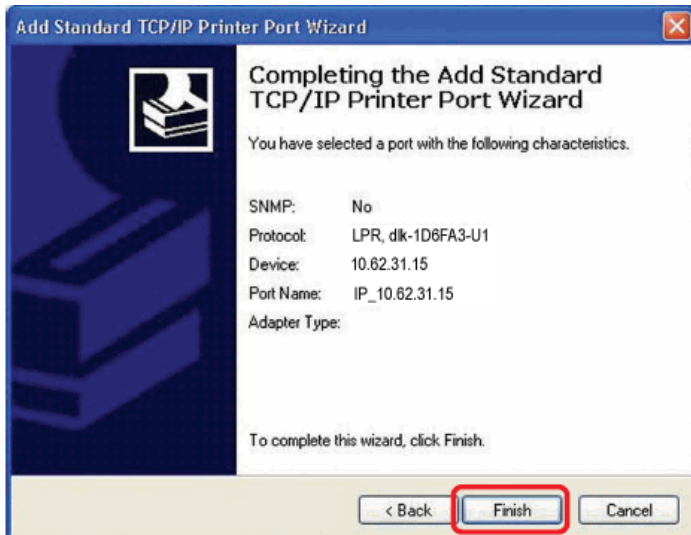 Add Standard TCP/IP Printer Port Wizard
Completing the Add Standard
TCP/IP Printer Port Wizard
You have selected a port with the following characteristics.
SNMP: No
Protocol: LPR, dlk-1D6FA3-U1
Device: 10.62.31.15
Port Name: IP_10.62.31.15
Adapter Type:
To complete this wizard, click Finish.
< Back Finish Cancel